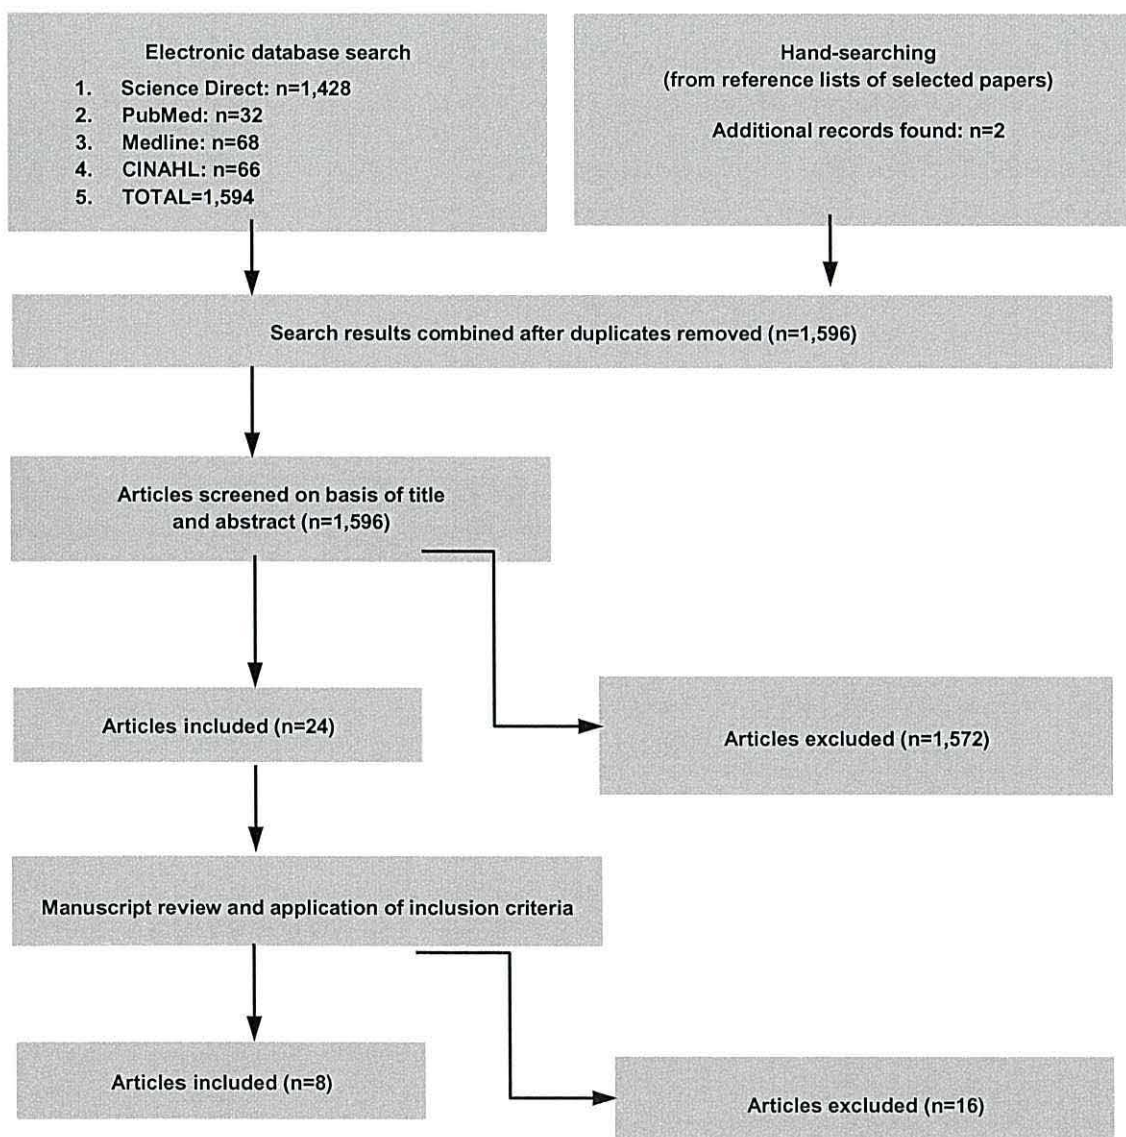 Electronic database search
1. Science Direct: n=1,428
2. PubMed: n=32
3. Medline: n=68
4. CINAHL: n=66
5. TOTAL=1,594
Hand-searching
(from reference lists of selected papers)
Additional records found: n=2
Search results combined after duplicates removed (n=1,596)
Articles screened on basis of title
and abstract (n=1,596)
Articles included (n=24)
Articles excluded (n=1,572)
Manuscript review and application of inclusion criteria
Articles included (n=8)
Articles excluded (n=16)